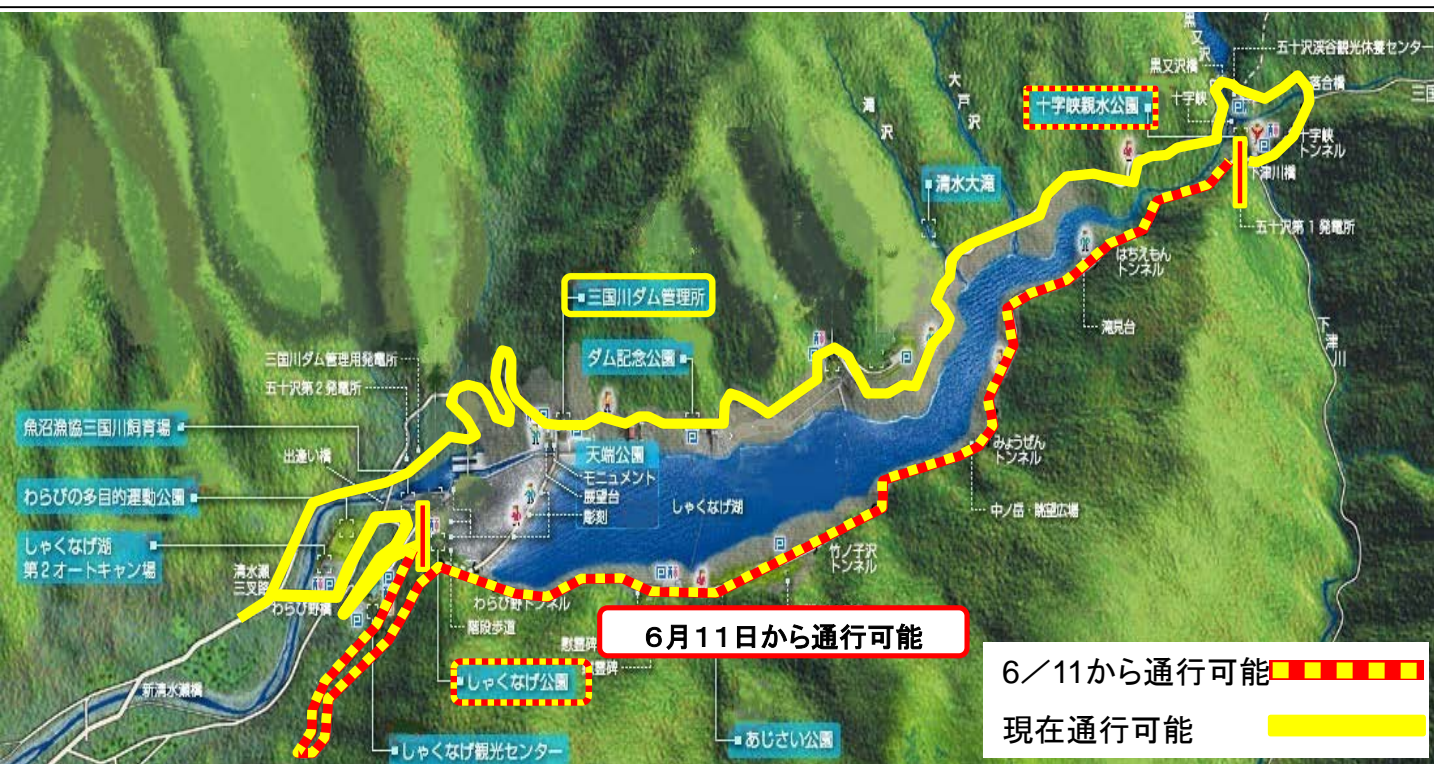 黒又沢
五十沢渓谷観光休養センター
黒又沢橋
落合橋
三国
大戸沢
滝沢
十字峡親水公園
十字峡
十字峡
トンネル
清水大滝
下津川橋
五十沢第1発電所
はちえもん
トンネル
滝見台
下津川
三国川ダム管理所
三国川ダム管理用発電所
五十沢第2発電所
ダム記念公園
魚沼漁協三国川飼育場
出逢い橋
天端公園
モニュメント
展望台
彫刻
しゃくなげ湖
みょうぜん
トンネル
中ノ岳・眺望広場
わらびの多目的運動公園
しゃくなげ湖
第2オートキャン場
清水瀬
三叉路
わらび野橋
竹ノ子沢
トンネル
わらび野トンネル
階段歩道
慰霊碑
6月11日から通行可能
しゃくなげ公園
新清水瀬橋
しゃくなげ観光センター
あじさい公園
6/11から通行可能
現在通行可能